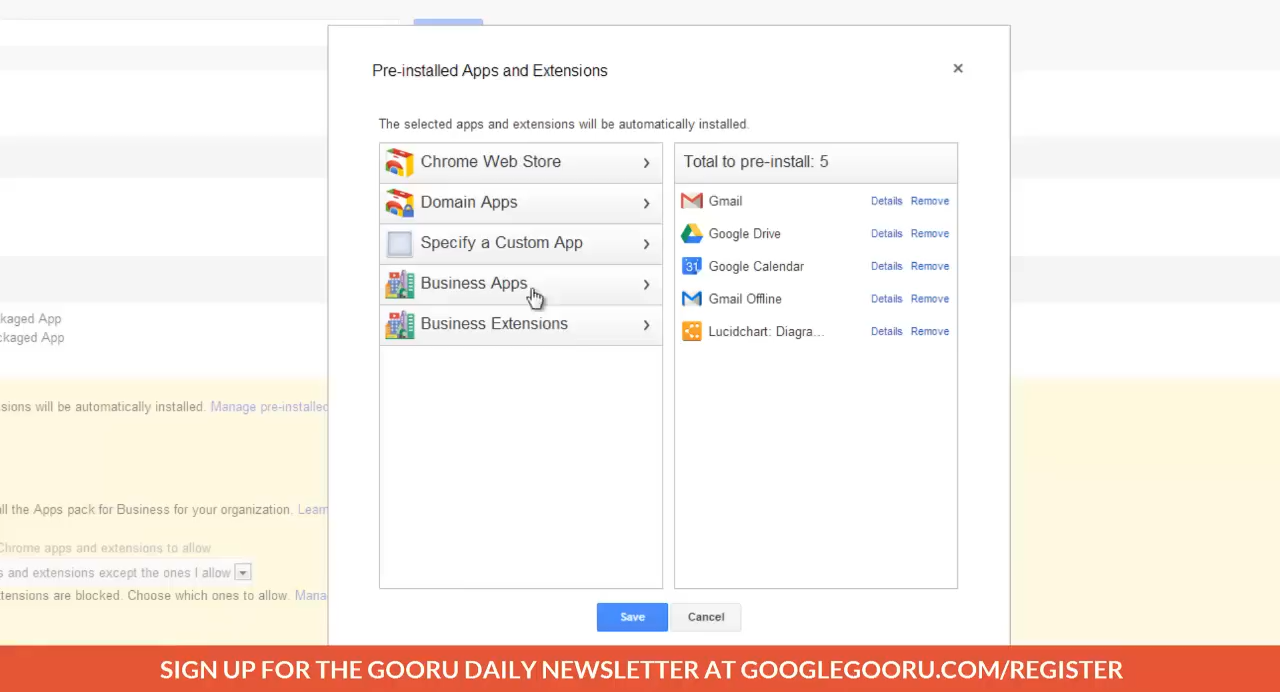 Pre-installed Apps and Extensions
The selected apps and extensions will be automatically installed.
Chrome Web Store
Domain Apps
Specify a Custom App
Business Apps
Business Extensions
Total to pre-install: 5
Gmail Details Remove
Google Drive Details Remove
31 Google Calendar Details Remove
Gmail Offline Details Remove
Lucidchart: Diagra... Details Remove
Save Cancel
ckaged App
ckaged App
sions will be automatically installed. Manage pre-installed
ll the Apps pack for Business for your organization. Learn
Chrome apps and extensions to allow
s and extensions except the ones I allow
tensions are blocked. Choose which ones to allow. Mana
SIGN UP FOR THE GOORU DAILY NEWSLETTER AT GOOGLEGOORU.COM/REGISTER